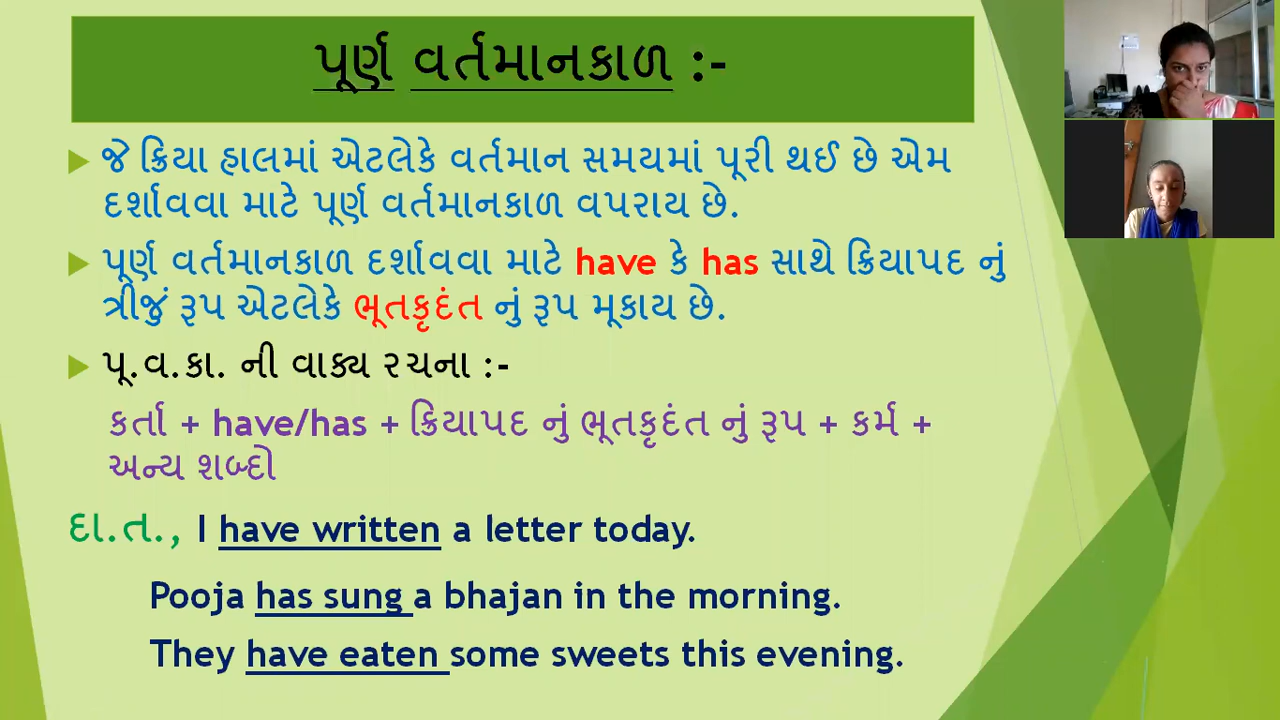 પૂર્ણ વર્તમાનકાળ :-
જે ક્રિયા હાલમાં એટલેકે વર્તમાન સમયમાં પૂરી થઈ છે એમ
દર્શાવવા માટે પૂર્ણ વર્તમાનકાળ વપરાય છે.
પૂર્ણ વર્તમાનકાળ દર્શાવવા માટે have કે has સાથે ક્રિયાપદ નું
ત્રીજું રૂપ એટલેકે ભૂતકૃદંત નું રૂપ મૂકાય છે.
પૂ.વ.કા. ની વાક્ય રચના :-
કર્તા + have/has + ક્રિયાપદ નું ભૂતકૃદંત નું રૂપ + કર્મ +
અન્ય શબ્દો
દા.ત., I have written a letter today.
Pooja has sung a bhajan in the morning.
They have eaten some sweets this evening.